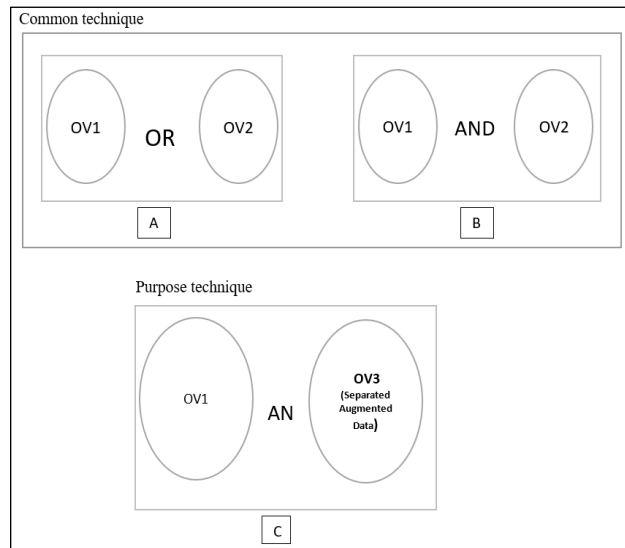 Common technique
OV1 OR OV2
OV1 AND OV2
A
B
Purpose technique
OV1 AN OV3
(Separated
Augmented
Data)
C